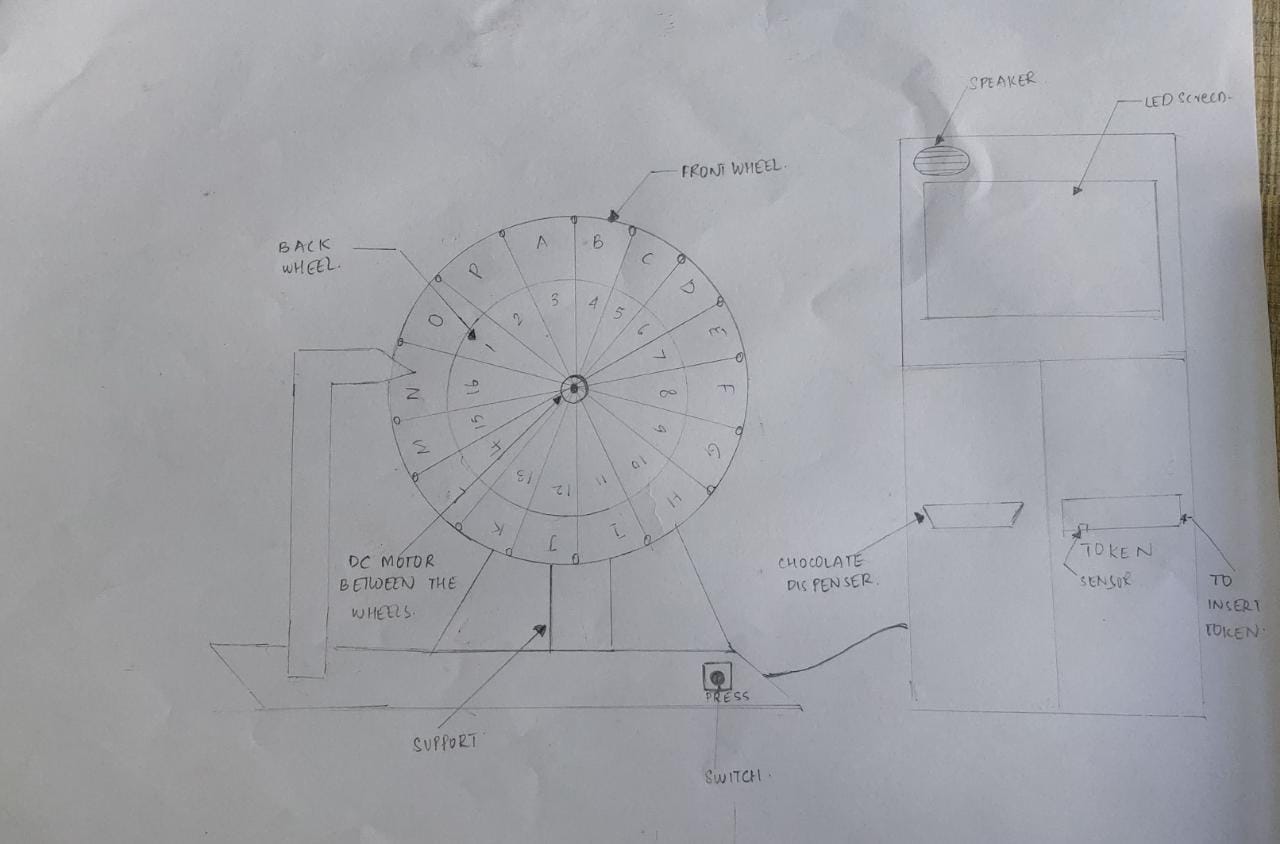 SPEAKER.
LED screen.
FRONT WHEEL.
BACK
WHEEL.
A
B
C
D
E
F
G
H
I
J
K
L
M
N
O
P
1
2
3
4
5
6
7
8
9
10
11
12
13
14
15
16
DC MOTOR
BETWEEN THE
WHEELS.
CHOCOLATE
DISPENSER.
TOKEN
SENSOR
TO
INSERT
TOKEN.
PRESS
SUPPORT
SWITCH.